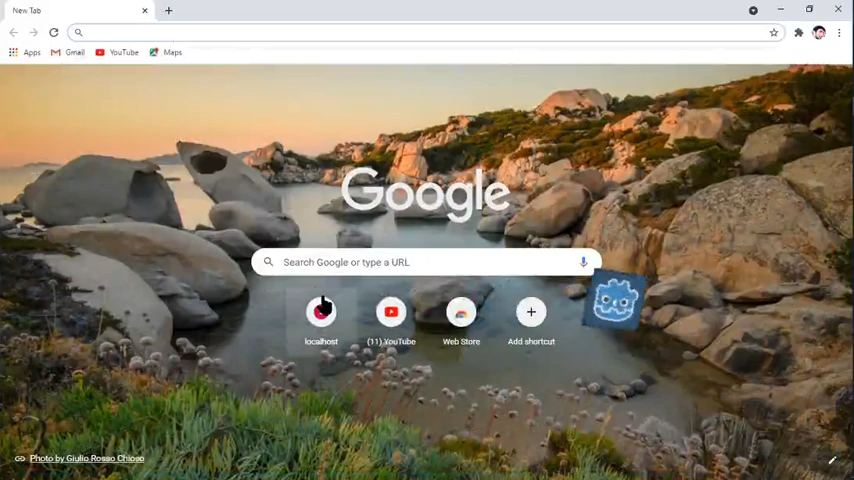 New Tab
Apps
Gmail
YouTube
Maps
Google
Search Google or type a URL
localhost
(11) YouTube
Web Store
Add shortcut
Photo by Giulio Rosso Chioso